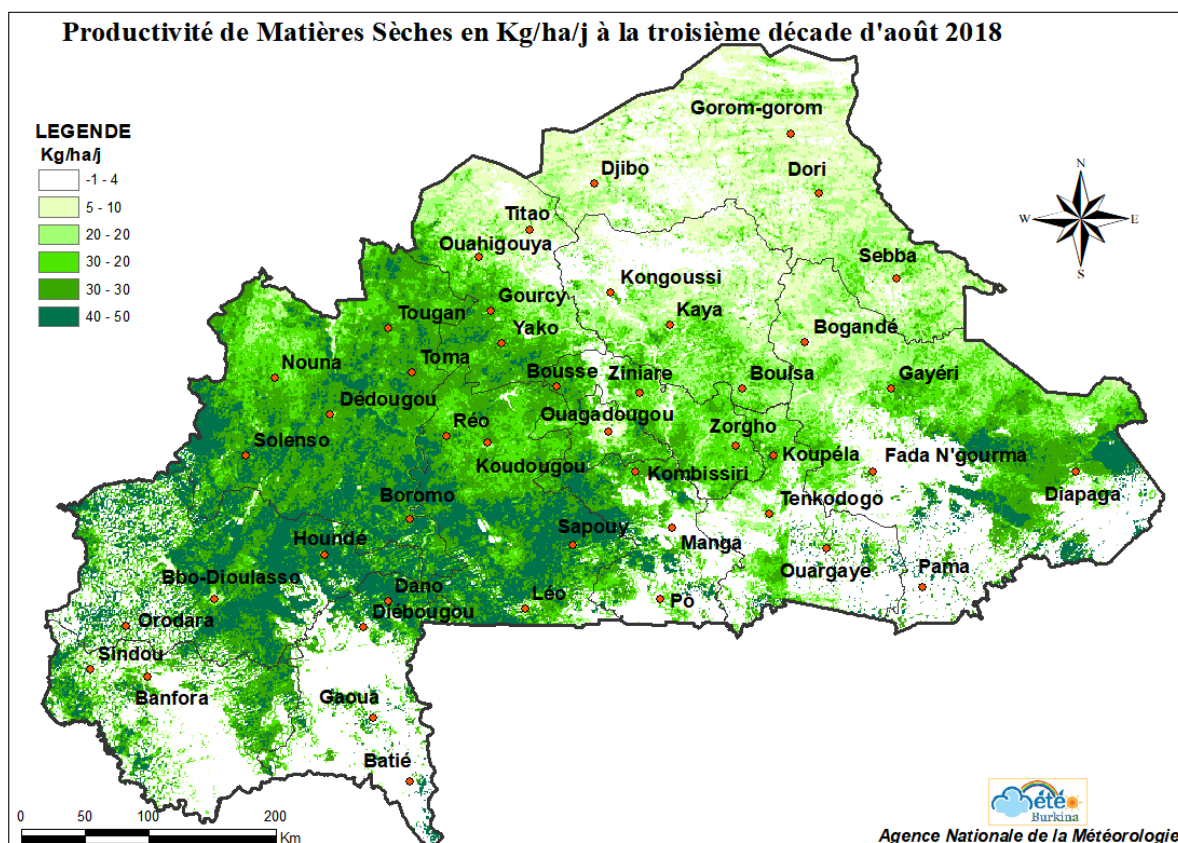 Productivité de Matières Sèches en Kg/ha/j à la troisième décade d'août 2018
LEGENDE
Kg/ha/j
-1 - 4
5 - 10
20 - 20
30 - 20
30 - 30
40 - 50
N
W
E
S
Gorom-gorom
Djibo
Dori
Titao
Ouahigouya
Sebba
Kongoussi
Gourcy
Kaya
Tougan
Bogandé
Yako
Nouna
Toma
Bousse
Ziniare
Boulsa
Gayéri
Dédougou
Ouagadougou
Réo
Zorgho
Solenso
Koudougou
Koupéla
Fada N'gourma
Kombissiri
Diapaga
Boromo
Tenkodogo
Sapouy
Houndé
Manga
Ouargaye
Bbo-Dioulasso
Pama
Dano
Léo
Pô
Diébougou
Orodara
Sindou
Banfora
Gaoua
Batié
0
50
100
200
Km
été
Burkina
Agence Nationale de la Météorologie